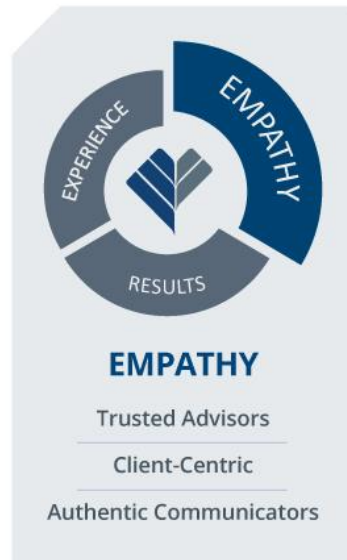 EXPERIENCE
EMPATHY
RESULTS
EMPATHY
Trusted Advisors
Client-Centric
Authentic Communicators